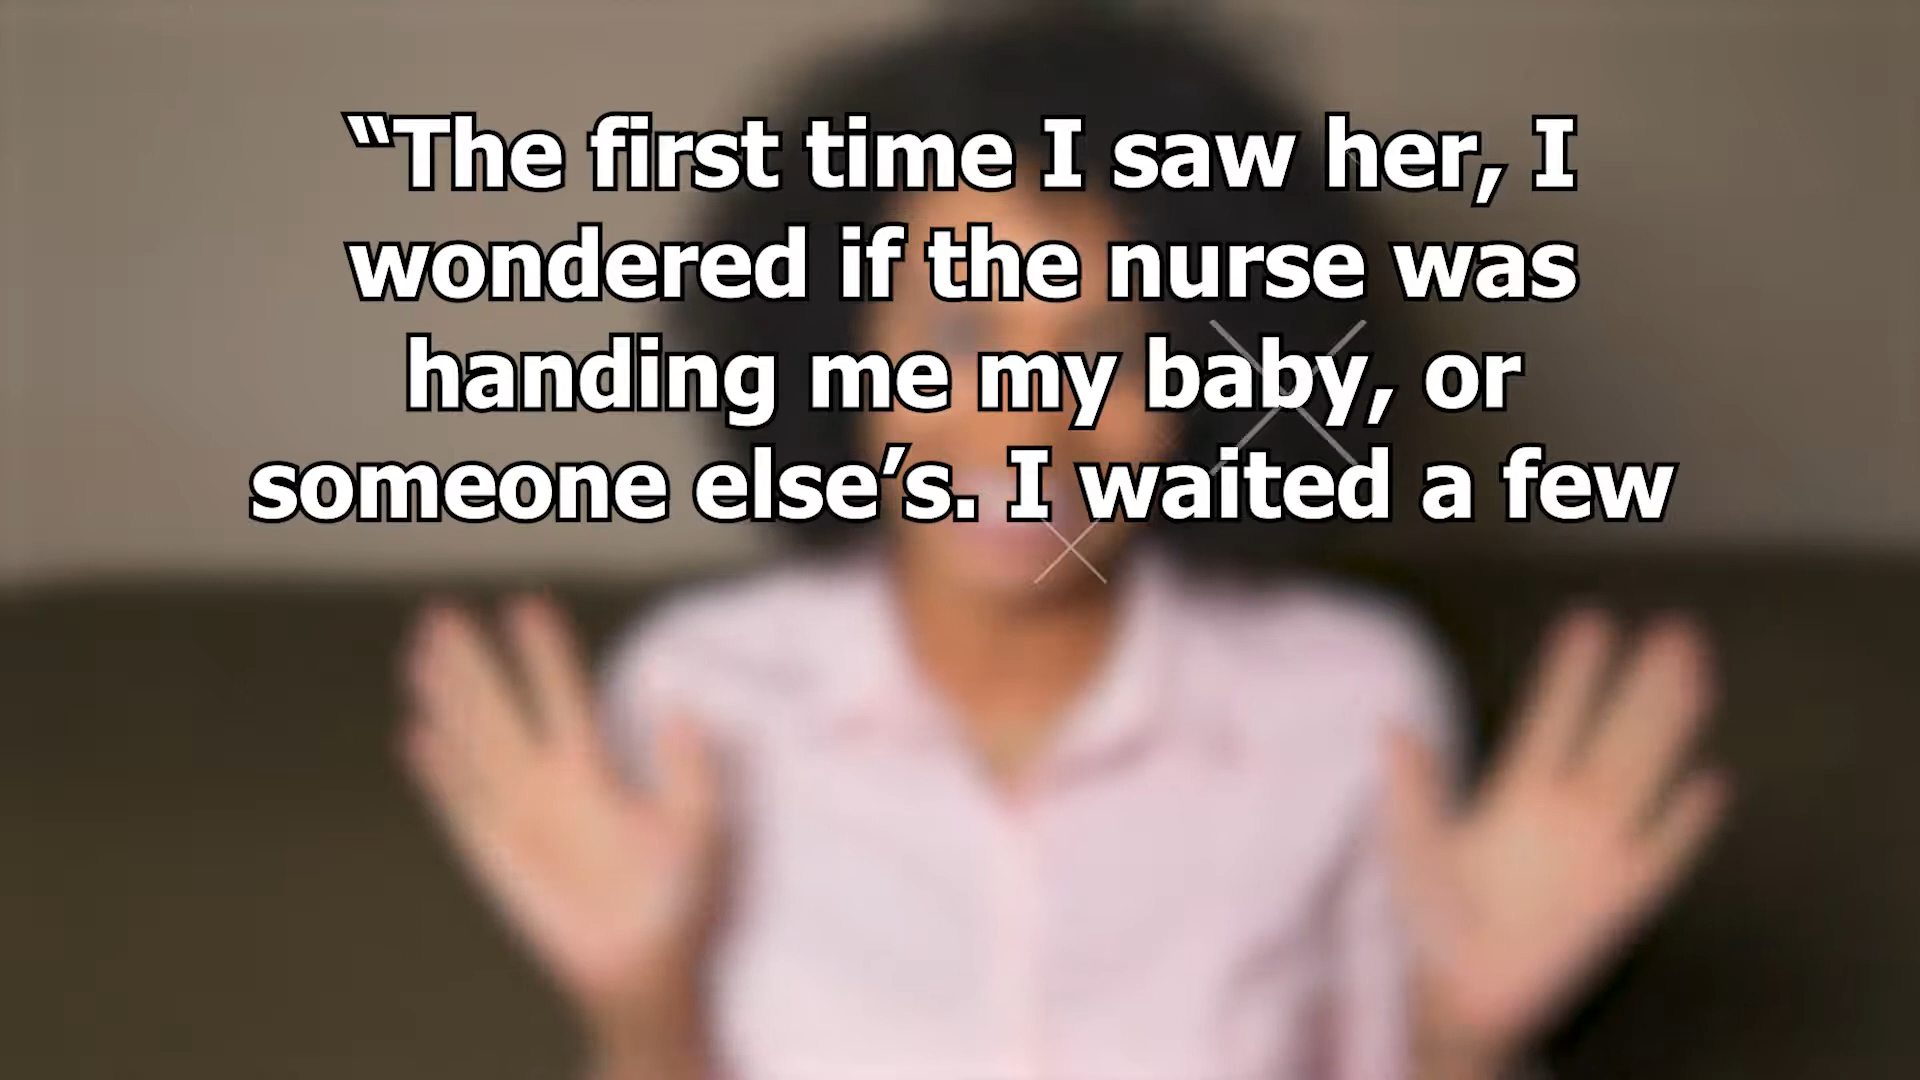 “The first time I saw her, I
wondered if the nurse was
handing me my baby, or
someone else’s. I waited a few